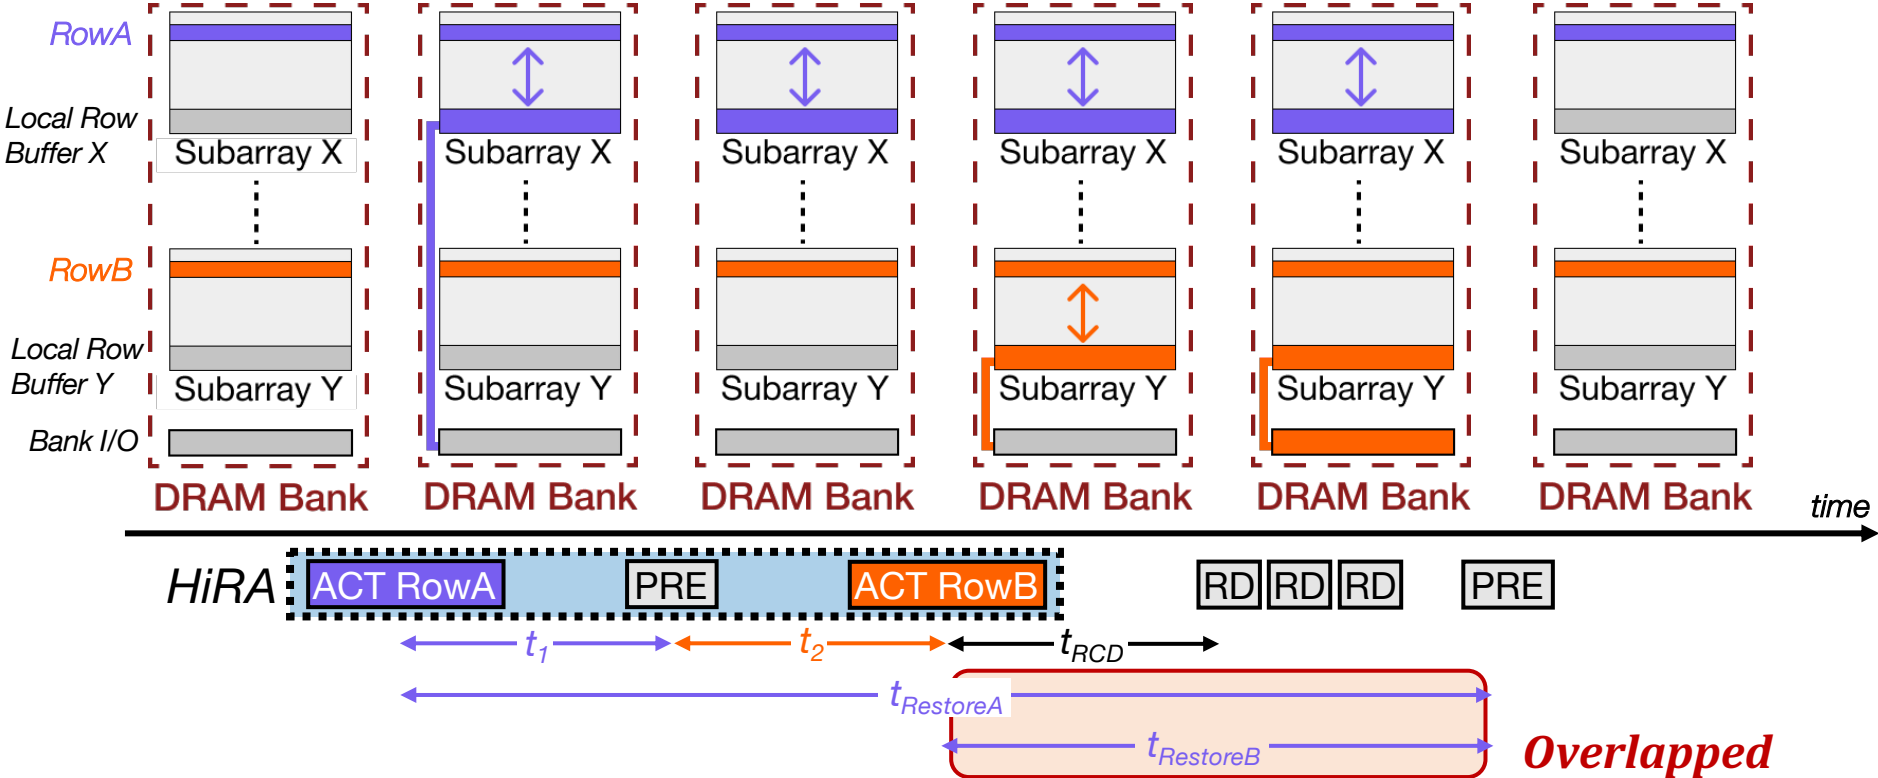 RowA
Local Row
Buffer X
Subarray X Subarray X Subarray X Subarray X Subarray X Subarray X
RowB
Local Row
Buffer Y
Subarray Y Subarray Y Subarray Y Subarray Y Subarray Y Subarray Y
Bank I/O
DRAM Bank DRAM Bank DRAM Bank DRAM Bank DRAM Bank DRAM Bank
time
HiRA ACT RowA PRE ACT RowB RD RD RD PRE
t1 t2 tRCD
tRestoreA
tRestoreB
Overlapped